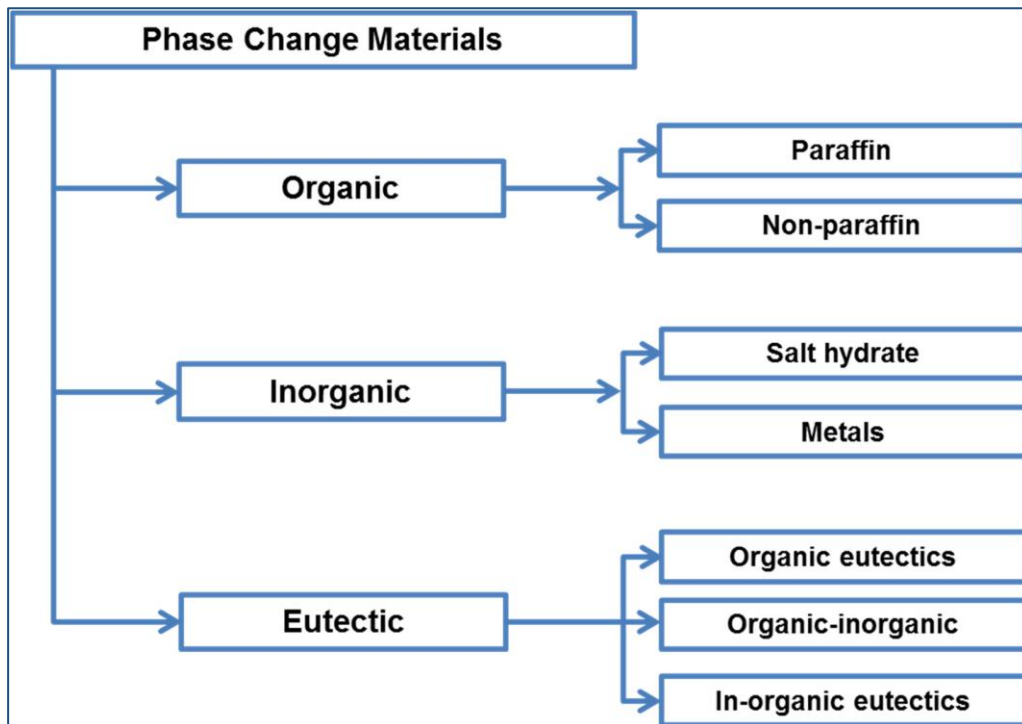 Phase Change Materials
Organic
Paraffin
Non-paraffin
Inorganic
Salt hydrate
Metals
Eutectic
Organic eutectics
Organic-inorganic
In-organic eutectics